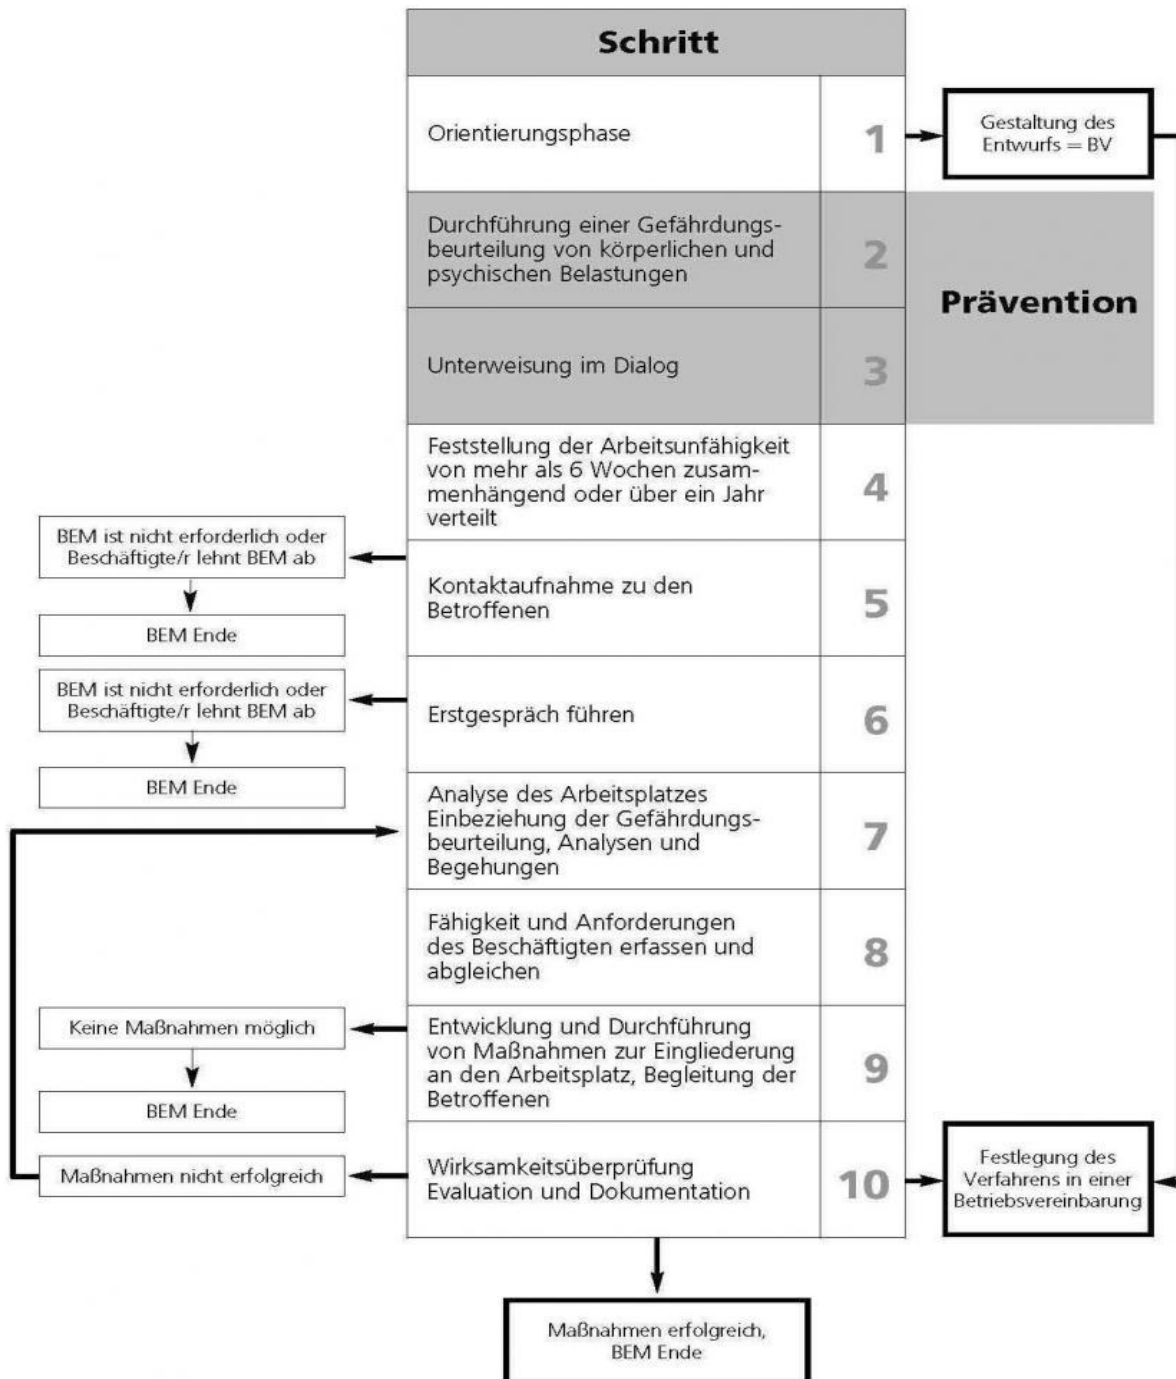 Schritt
Orientierungsphase
1
Gestaltung des
Entwurfs = BV
Durchführung einer Gefährdungs-
beurteilung von körperlichen und
psychischen Belastungen
2
Prävention
Unterweisung im Dialog
3
Feststellung der Arbeitsunfähigkeit
von mehr als 6 Wochen zusam-
menhängend oder über ein Jahr
verteilt
4
BEM ist nicht erforderlich oder
Beschäftigte/r lehnt BEM ab
BEM Ende
Kontaktaufnahme zu den
Betroffenen
5
BEM ist nicht erforderlich oder
Beschäftigte/r lehnt BEM ab
BEM Ende
Erstgespräch führen
6
Analyse des Arbeitsplatzes
Einbeziehung der Gefährdungs-
beurteilung, Analysen und
Begehungen
7
Fähigkeit und Anforderungen
des Beschäftigten erfassen und
abgleichen
8
Keine Maßnahmen möglich
BEM Ende
Entwicklung und Durchführung
von Maßnahmen zur Eingliederung
an den Arbeitsplatz, Begleitung der
Betroffenen
9
Maßnahmen nicht erfolgreich
Wirksamkeitsüberprüfung
Evaluation und Dokumentation
10
Festlegung des
Verfahrens in einer
Betriebsvereinbarung
Maßnahmen erfolgreich,
BEM Ende